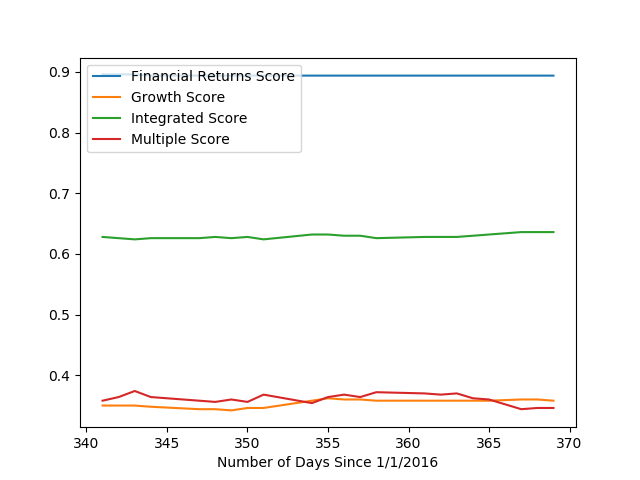 Financial Returns Score
Growth Score
Integrated Score
Multiple Score
0.9
0.8
0.7
0.6
0.5
0.4
340 345 350 355 360 365 370
Number of Days Since 1/1/2016